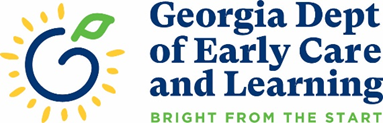 Georgia Dept
of Early Care
and Learning
BRIGHT FROM THE START